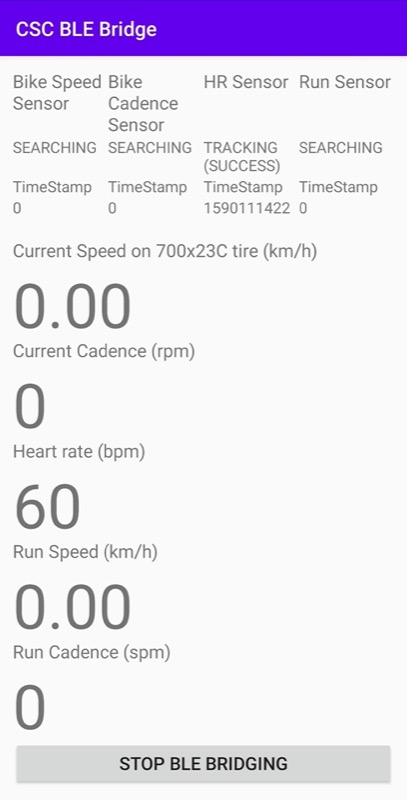 CSC BLE Bridge
Bike Speed Sensor
Bike Cadence Sensor
HR Sensor
Run Sensor
SEARCHING
SEARCHING
TRACKING (SUCCESS)
SEARCHING
TimeStamp
TimeStamp
TimeStamp
TimeStamp
0
0
1590111422
0
Current Speed on 700x23C tire (km/h)
0.00
Current Cadence (rpm)
0
Heart rate (bpm)
60
Run Speed (km/h)
0.00
Run Cadence (spm)
0
STOP BLE BRIDGING